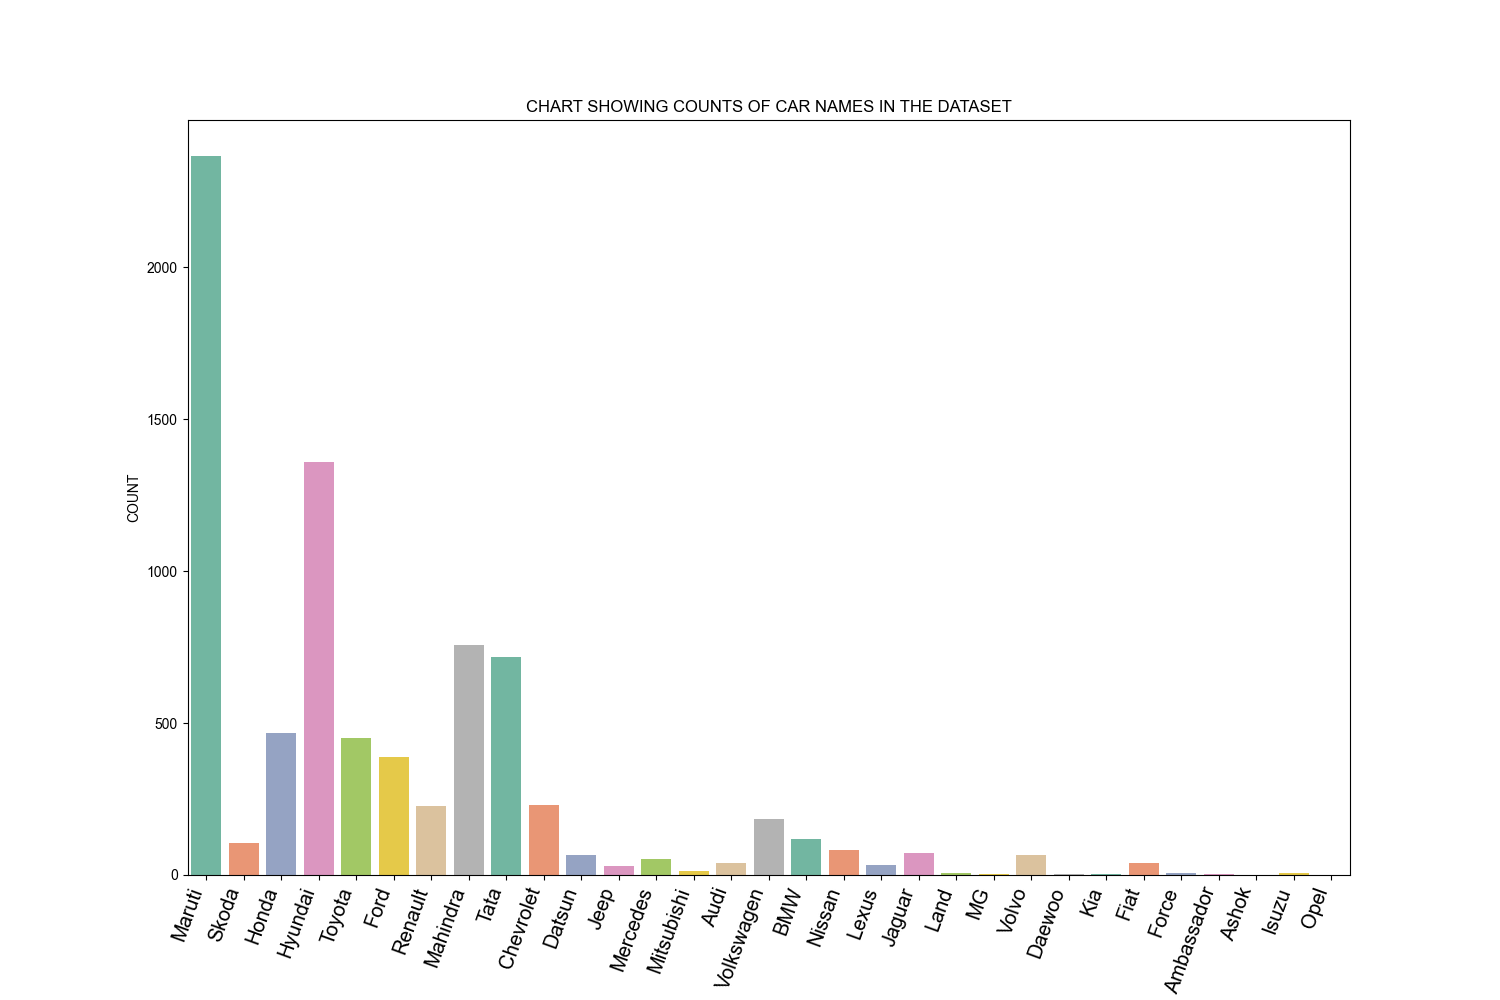 CHART SHOWING COUNTS OF CAR NAMES IN THE DATASET
COUNT
2000
1500
1000
500
0
Maruti
Skoda
Honda
Hyundai
Toyota
Ford
Renault
Mahindra
Tata
Chevrolet
Datsun
Jeep
Mercedes
Mitsubishi
Audi
Volkswagen
BMW
Nissan
Lexus
Jaguar
Land
MG
Volvo
Daewoo
Kia
Fiat
Force
Ambassador
Ashok
Isuzu
Opel